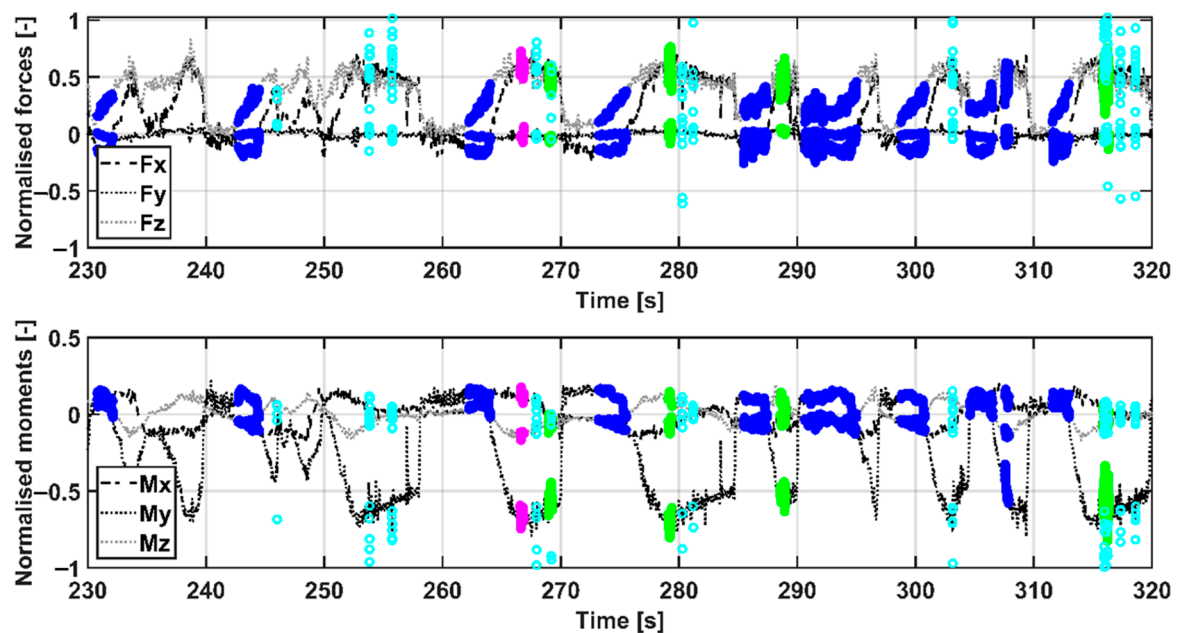 Normalised forces [-]
1
0.5
0
−0.5
−1
Fx
Fy
Fz
230 240 250 260 270 280 290 300 310 320
Time [s]
Normalised moments [-]
0.5
0
−0.5
−1
Mx
My
Mz
230 240 250 260 270 280 290 300 310 320
Time [s]